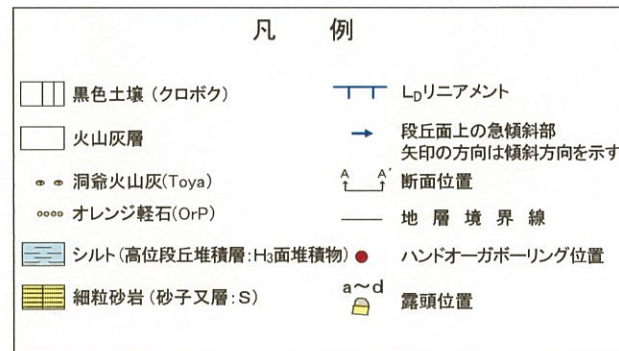 凡 例
黒色土壌 (クロボク)
火山灰層
洞爺火山灰(Toya)
オレンジ軽石(OrP)
シルト(高位段丘堆積層:H₃面堆積物)
細粒砂岩 (砂子又層:S)
LDリニアメント
段丘面上の急傾斜部
矢印の方向は傾斜方向を示す
A A' 断面位置
地 層 境 界 線
ハンドオーガボーリング位置
a~d 露頭位置